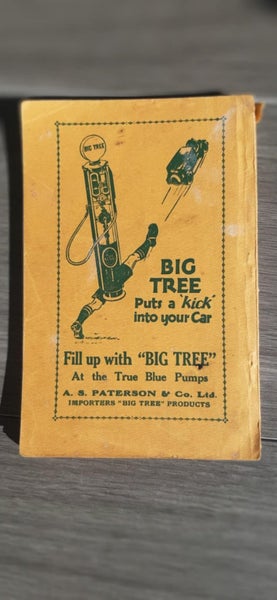 BIG TREE
BIG
TREE
Puts a 'kick'
into your Car
Fill up with "BIG TREE"
At the True Blue Pumps
A. S. PATERSON & Co. Ltd.
IMPORTERS "BIG TREE" PRODUCTS